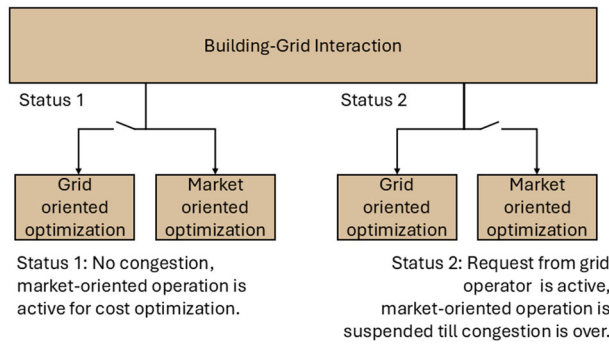 Building-Grid Interaction
Status 1
Status 2
Grid
oriented
optimization
Market
oriented
optimization
Grid
oriented
optimization
Market
oriented
optimization
Status 1: No congestion,
market-oriented operation is
active for cost optimization.
Status 2: Request from grid
operator is active,
market-oriented operation is
suspended till congestion is over.